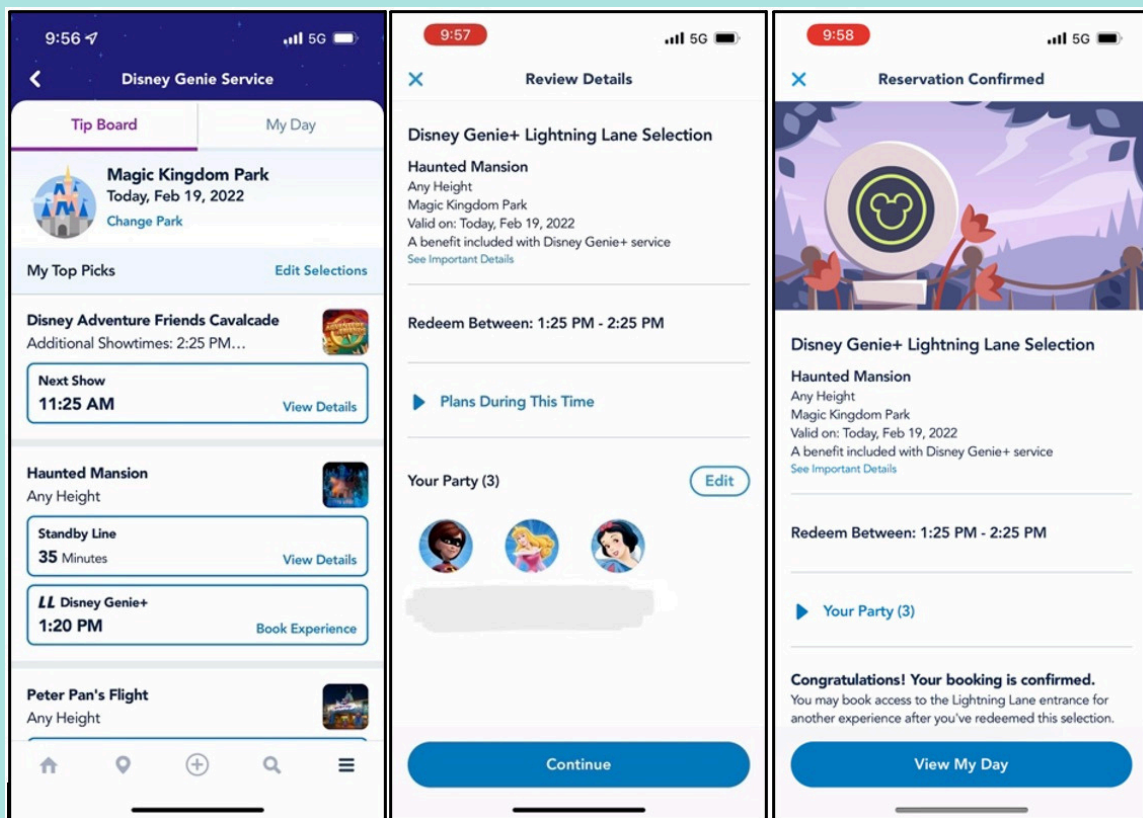 9:56
5G
Disney Genie Service
Tip Board
My Day
Magic Kingdom Park
Today, Feb 19, 2022
Change Park
My Top Picks
Edit Selections
Disney Adventure Friends Cavalcade
Additional Showtimes: 2:25 PM...
Next Show
11:25 AM
View Details
Haunted Mansion
Any Height
Standby Line
35 Minutes
View Details
LL Disney Genie+
1:20 PM
Book Experience
Peter Pan's Flight
Any Height
9:57
5G
Review Details
Disney Genie+ Lightning Lane Selection
Haunted Mansion
Any Height
Magic Kingdom Park
Valid on: Today, Feb 19, 2022
A benefit included with Disney Genie+ service
See Important Details
Redeem Between: 1:25 PM - 2:25 PM
Plans During This Time
Your Party (3)
Edit
Continue
9:58
5G
Reservation Confirmed
Disney Genie+ Lightning Lane Selection
Haunted Mansion
Any Height
Magic Kingdom Park
Valid on: Today, Feb 19, 2022
A benefit included with Disney Genie+ service
See Important Details
Redeem Between: 1:25 PM - 2:25 PM
Your Party (3)
Congratulations! Your booking is confirmed.
You may book access to the Lightning Lane entrance for
another experience after you've redeemed this selection.
View My Day